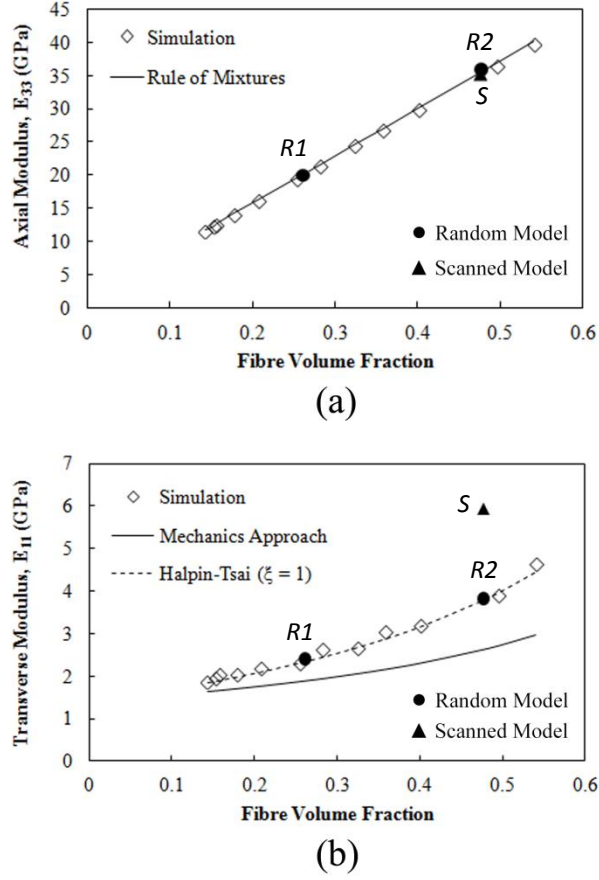 45
40
35
30
25
20
15
10
5
0
Axial Modulus, E33 (GPa)
Simulation
Rule of Mixtures
R2
S
R1
Random Model
Scanned Model
0 0.1 0.2 0.3 0.4 0.5 0.6
Fibre Volume Fraction
(a)
7
6
5
4
3
2
1
0
Transverse Modulus, E11 (GPa)
Simulation
Mechanics Approach
Halpin-Tsai (ξ = 1)
S
R2
R1
Random Model
Scanned Model
0 0.1 0.2 0.3 0.4 0.5 0.6
Fibre Volume Fraction
(b)